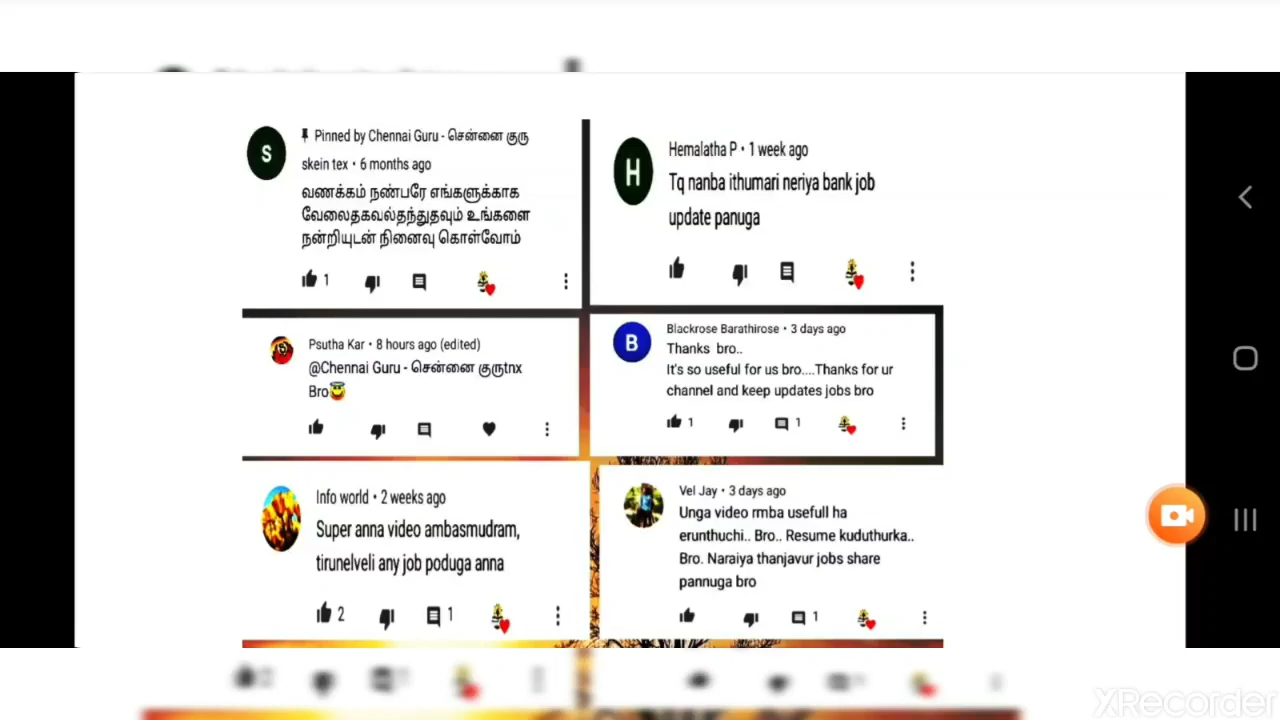 Pinned by Chennai Guru - சென்னை குரு
skein tex • 6 months ago
வணக்கம் நண்பரே எங்களுக்காக
வேலைதகவல்தந்துதவும் உங்களை
நன்றியுடன் நினைவு கொள்வோம்
1
S
Hemalatha P • 1 week ago
Tq nanba ithumari neriya bank job
update panuga
H
Psutha Kar • 8 hours ago (edited)
@Chennai Guru - சென்னை குருtnx
Bro
Blackrose Barathirose • 3 days ago
Thanks bro..
It's so useful for us bro....Thanks for ur
channel and keep updates jobs bro
1 1
B
Info world • 2 weeks ago
Super anna video ambasmudram,
tirunelveli any job poduga anna
2 1
Vel Jay • 3 days ago
Unga video rmba usefull ha
erunthuchi.. Bro.. Resume kuduthurka..
Bro. Naraiya thanjavur jobs share
pannuga bro
1
XRecorder